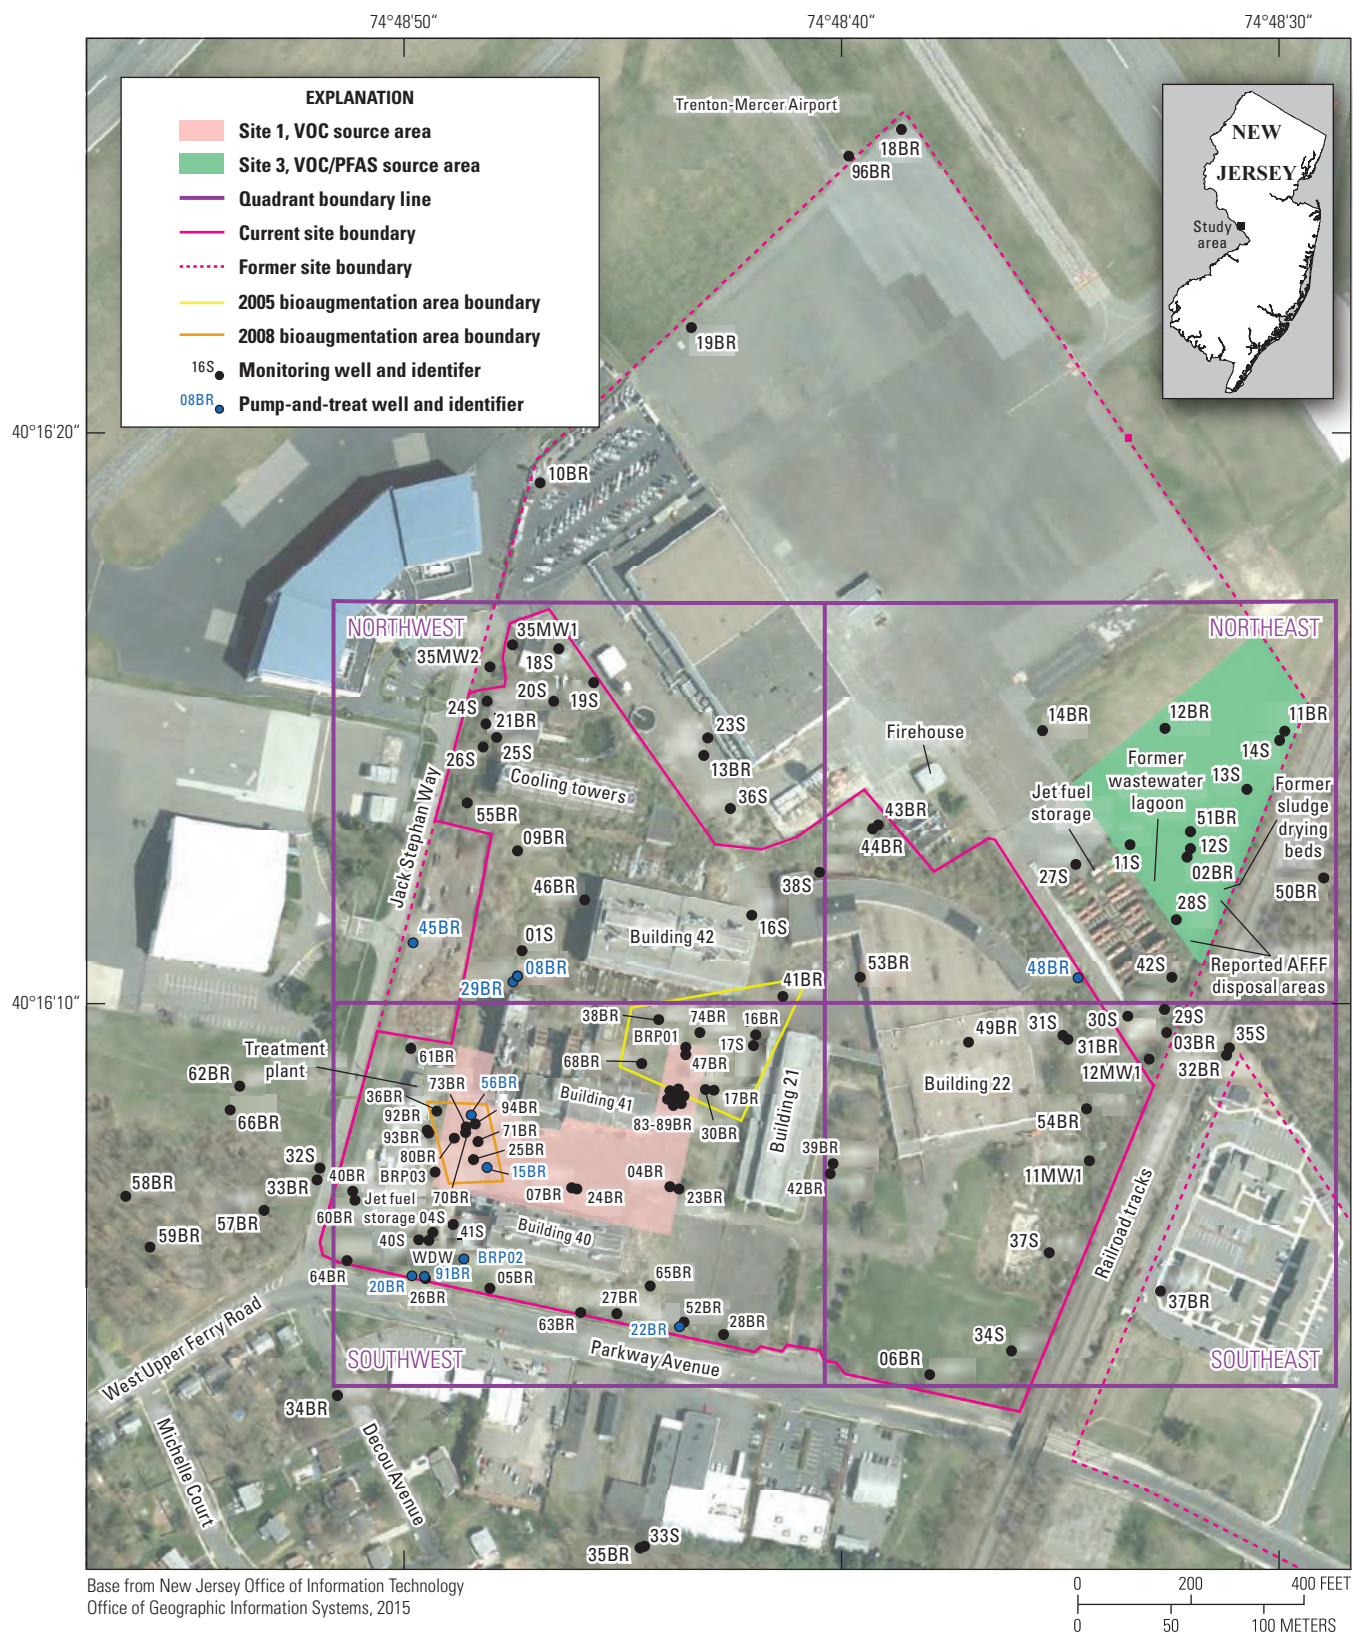 74°48'50"
74°48'40"
74°48'30"
EXPLANATION
Site 1, VOC source area
Site 3, VOC/PFAS source area
Quadrant boundary line
Current site boundary
Former site boundary
2005 bioaugmentation area boundary
2008 bioaugmentation area boundary
16S
Monitoring well and identifer
08BR
Pump-and-treat well and identifier
Trenton-Mercer Airport
18BR
96BR
NEW
JERSEY
Study
area
19BR
40°16'20"
10BR
NORTHWEST
NORTHEAST
35MW1
35MW2
18S
20S
19S
24S
21BR
25S
26S
23S
13BR
Cooling towers
36S
Firehouse
14BR
12BR
11BR
14S
Former
wastewater
lagoon
13S
Jet fuel
storage
Former
sludge
drying
beds
51BR
12S
02BR
11S
27S
28S
50BR
Jack Stephan Way
55BR
09BR
43BR
44BR
46BR
38S
16S
Building 42
45BR
01S
08BR
29BR
53BR
48BR
42S
Reported AFFF
disposal areas
40°16'10"
41BR
38BR
74BR
16BR
BRP01
17S
68BR
47BR
49BR
31S
30S
29S
31BR
03BR
35S
12MW1
32BR
Treatment
plant
61BR
62BR
73BR
56BR
Building 41
Building 21
Building 22
36BR
92BR
94BR
17BR
66BR
93BR
71BR
83-89BR
30BR
54BR
80BR
25BR
39BR
32S
BRP03
15BR
04BR
11MW1
40BR
42BR
33BR
58BR
Jet fuel
storage
70BR
07BR
24BR
23BR
57BR
60BR
04S
41S
Building 40
59BR
40S
37S
WDW
BRP02
Railroad tracks
64BR
20BR
91BR
26BR
05BR
65BR
37BR
63BR
27BR
52BR
22BR
28BR
34S
West Upper Ferry Road
SOUTHWEST
Parkway Avenue
06BR
SOUTHEAST
34BR
Michelle Court
Decou Avenue
33S
35BR
Base from New Jersey Office of Information Technology
Office of Geographic Information Systems, 2015
0 200 400 FEET
0 50 100 METERS